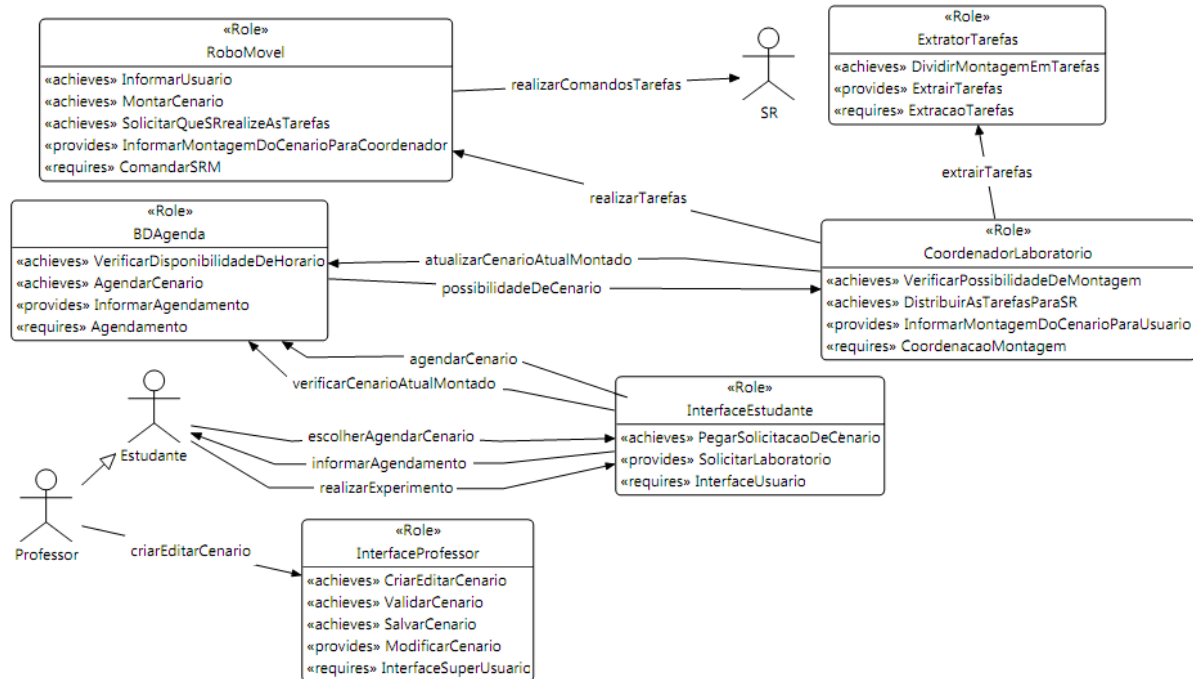 «Role»
RoboMovel
«achieves» InformarUsuario
«achieves» MontarCenario
«achieves» SolicitarQueSRrealizeAsTarefas
«provides» InformarMontagemDoCenarioParaCoordenador
«requires» ComandarSRM
realizarComandosTarefas
SR
«Role»
ExtratorTarefas
«achieves» DividirMontagemEmTarefas
«provides» ExtrairTarefas
«requires» ExtracaoTarefas
extrairTarefas
realizarTarefas
«Role»
BDAgenda
«achieves» VerificarDisponibilidadeDeHorario
«achieves» AgendarCenario
«provides» InformarAgendamento
«requires» Agendamento
atualizarCenarioAtualMontado
possibilidadeDeCenario
«Role»
CoordenadorLaboratorio
«achieves» VerificarPossibilidadeDeMontagem
«achieves» DistribuirAsTarefasParaSR
«provides» InformarMontagemDoCenarioParaUsuario
«requires» CoordenacaoMontagem
agendarCenario
verificarCenarioAtualMontado
«Role»
InterfaceEstudante
«achieves» PegarSolicitacaoDeCenario
«provides» SolicitarLaboratorio
«requires» InterfaceUsuario
Estudante
escolherAgendarCenario
informarAgendamento
realizarExperimento
Professor
criarEditarCenario
«Role»
InterfaceProfessor
«achieves» CriarEditarCenario
«achieves» ValidarCenario
«achieves» SalvarCenario
«provides» ModificarCenario
«requires» InterfaceSuperUsuario